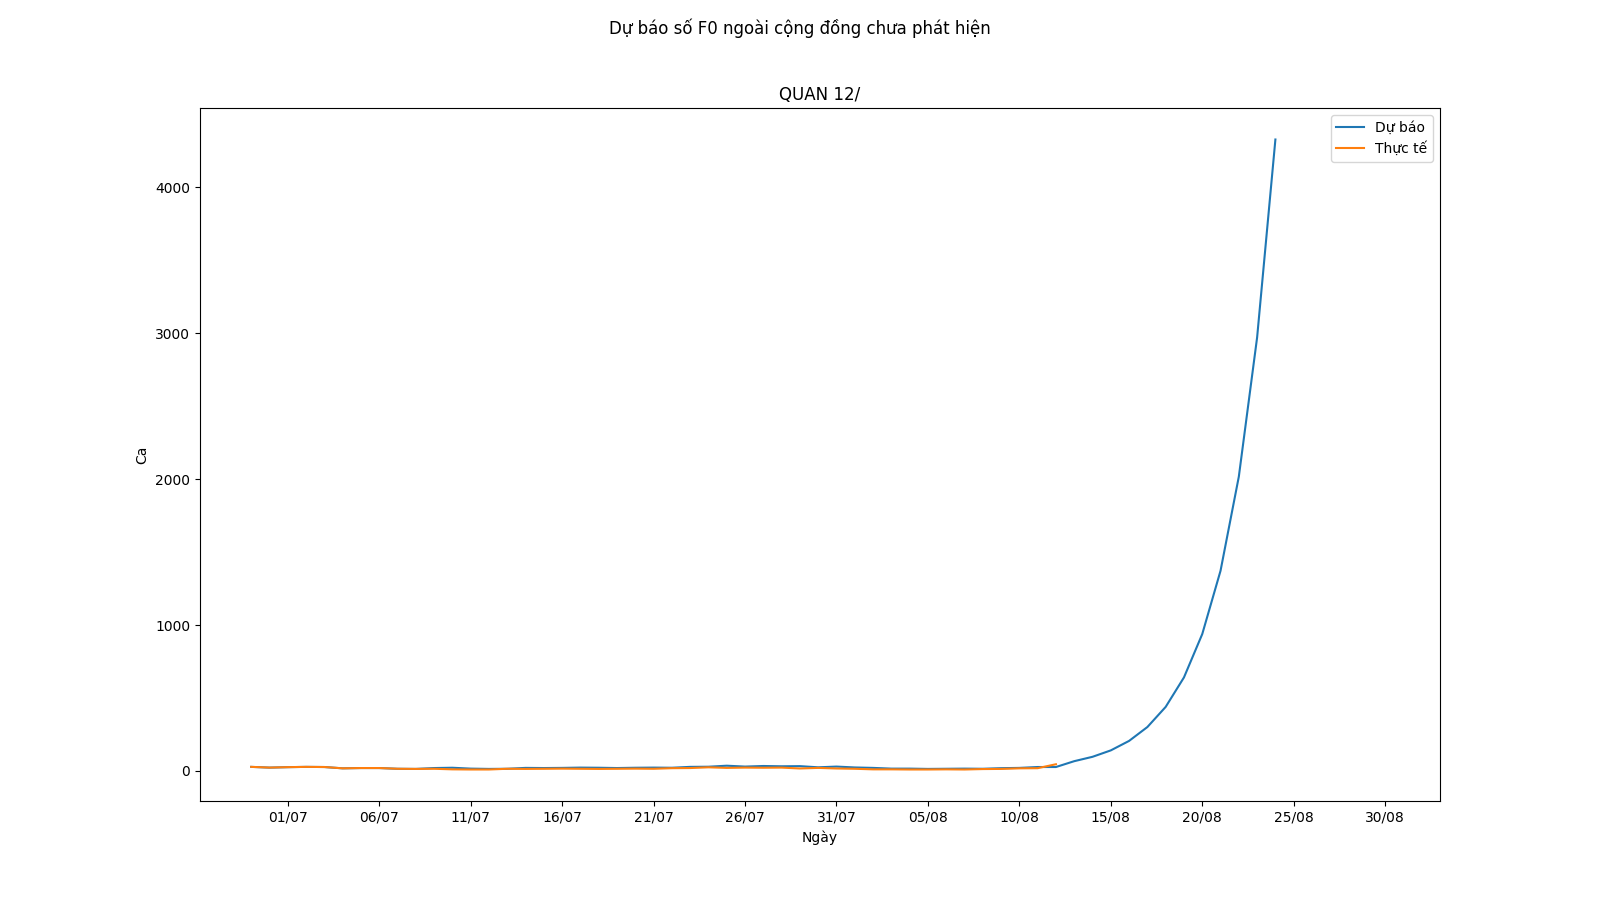 Dự báo số F0 ngoài cộng đồng chưa phát hiện
QUAN 12/
Dự báo
Thực tế
4000
3000
2000
1000
0
Ca
01/07 06/07 11/07 16/07 21/07 26/07 31/07 05/08 10/08 15/08 20/08 25/08 30/08
Ngày